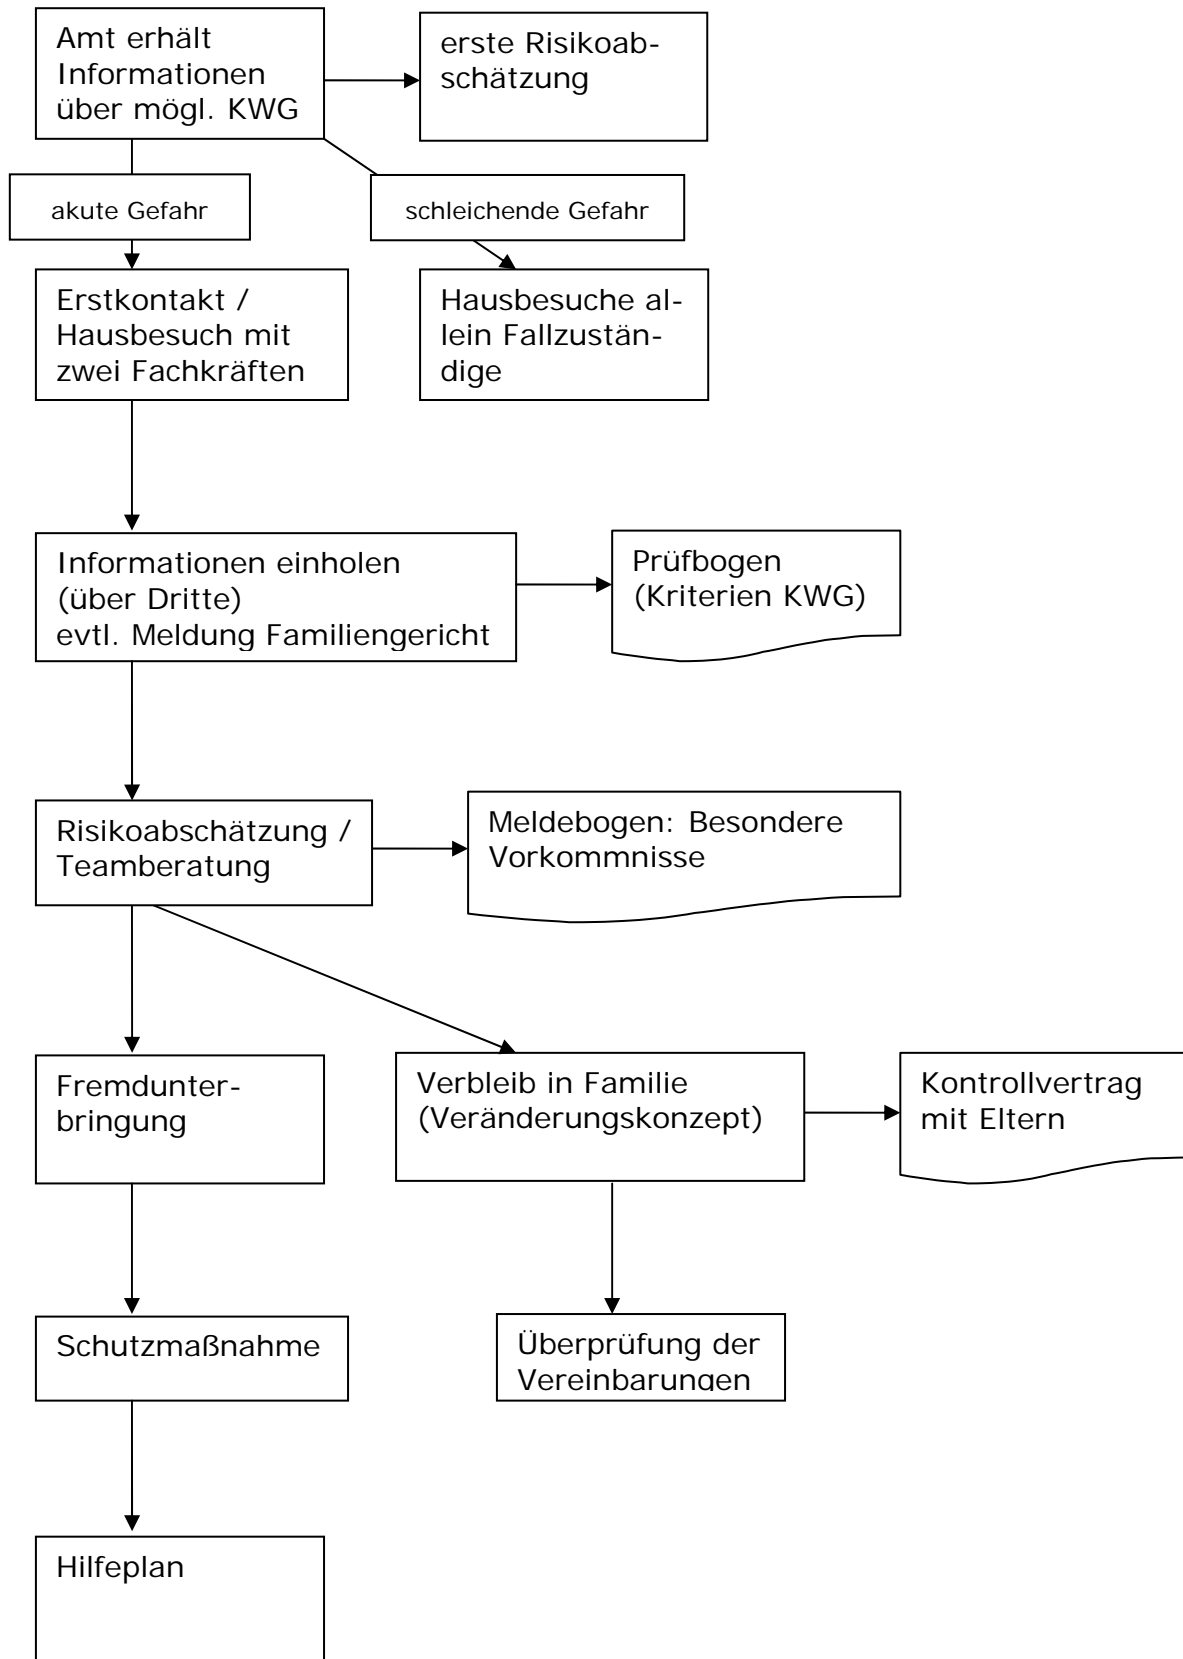 Amt erhält
Informationen
über mögl. KWG
erste Risikoab-
schätzung
akute Gefahr
schleichende Gefahr
Erstkontakt /
Hausbesuch mit
zwei Fachkräften
Hausbesuche al-
lein Fallzustän-
dige
Informationen einholen
(über Dritte)
evtl. Meldung Familiengericht
Prüfbogen
(Kriterien KWG)
Risikoabschätzung /
Teamberatung
Meldebogen: Besondere
Vorkommnisse
Fremdunter-
bringung
Verbleib in Familie
(Veränderungskonzept)
Kontrollvertrag
mit Eltern
Schutzmaßnahme
Überprüfung der
Vereinbarungen
Hilfeplan